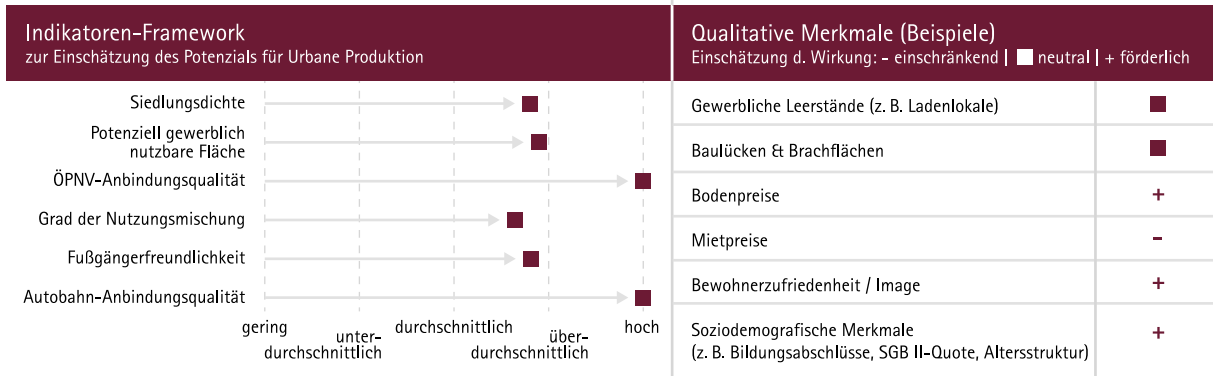 Indikatoren-Framework
zur Einschätzung des Potenzials für Urbane Produktion
Siedlungsdichte
Potenziell gewerblich
nutzbare Fläche
ÖPNV-Anbindungsqualität
Grad der Nutzungsmischung
Fußgängerfreundlichkeit
Autobahn-Anbindungsqualität
gering
unter-
durchschnittlich
durchschnittlich
über-
durchschnittlich
hoch
Qualitative Merkmale (Beispiele)
Einschätzung d. Wirkung: - einschränkend | ■ neutral | + förderlich
Gewerbliche Leerstände (z. B. Ladenlokale) ■
Baulücken & Brachflächen ■
Bodenpreise +
Mietpreise -
Bewohnerzufriedenheit / Image +
Soziodemografische Merkmale +
(z. B. Bildungsabschlüsse, SGB II-Quote, Altersstruktur)